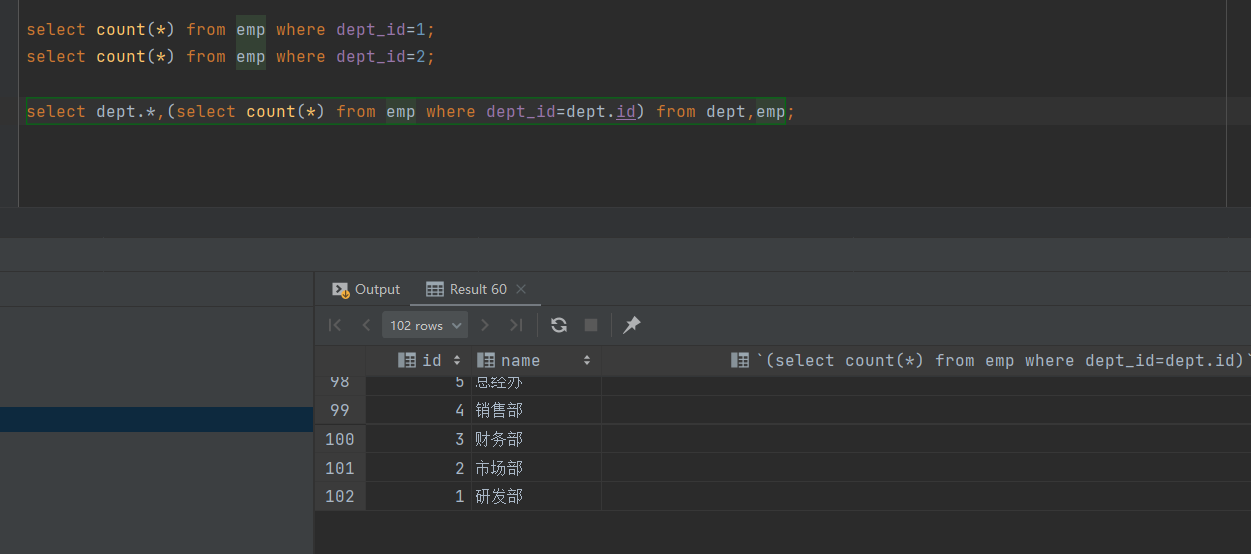 select count(*) from emp where dept_id=1;
select count(*) from emp where dept_id=2;
select dept.*,(select count(*) from emp where dept_id=dept.id) from dept,emp;
Output
Result 60
102 rows
id name `(select count(*) from emp where dept_id=dept.id)`
98 5 总经办
99 4 销售部
100 3 财务部
101 2 市场部
102 1 研发部